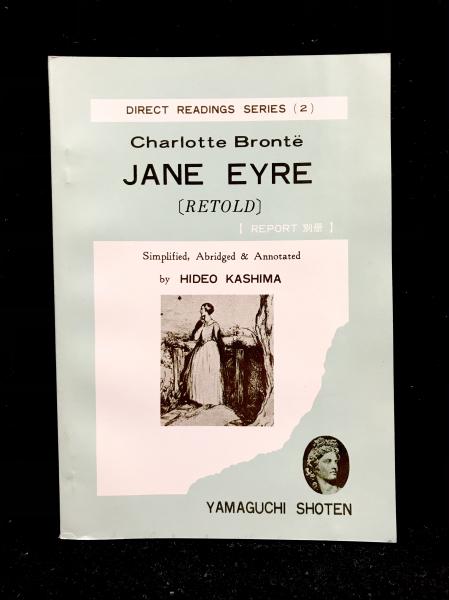 DIRECT READINGS SERIES (2)
Charlotte Brontë
JANE EYRE
〔RETOLD〕
【 REPORT 別册 】
Simplified, Abridged & Annotated
by HIDEO KASHIMA
YAMAGUCHI SHOTEN